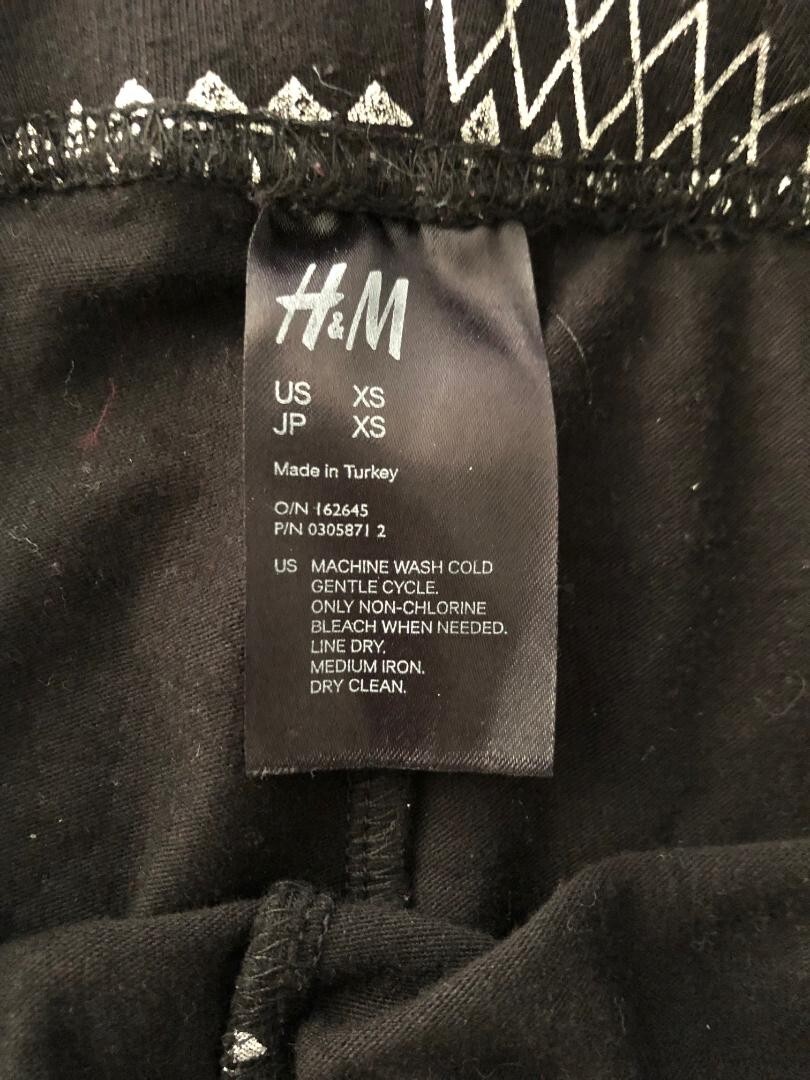 H&M
US XS
JP XS
Made in Turkey
O/N 162645
P/N 0305871 2
US MACHINE WASH COLD
GENTLE CYCLE.
ONLY NON-CHLORINE
BLEACH WHEN NEEDED.
LINE DRY.
MEDIUM IRON.
DRY CLEAN.